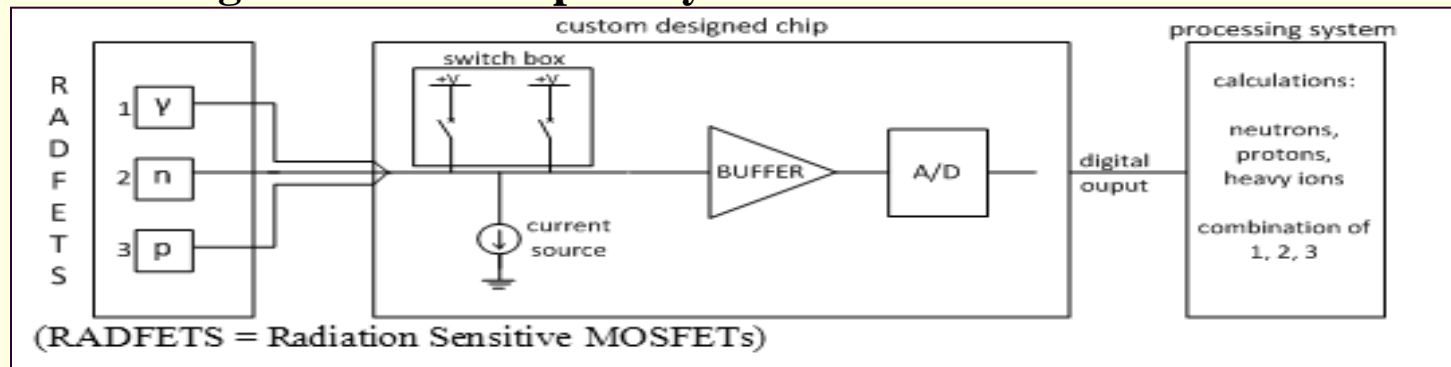 custom designed chip
processing system
switch box
+V +V
RADFETS
1 γ
2 n
3 p
BUFFER
A/D
current
source
digital
ouput
calculations:
neutrons,
protons,
heavy ions
combination of
1, 2, 3
(RADFETS = Radiation Sensitive MOSFETs)